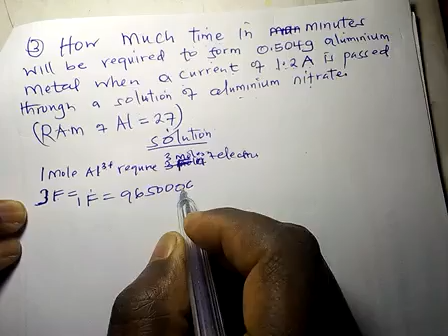 ③ How much time in minutes
will be required to form 0.504g aluminium
metal when a current of 1.2A is passed
through a solution of aluminium nitrate.
(RAM of Al = 27)
solution
1 mole Al³⁺ require 3 moles of electrons
3F = 1F = 96500C